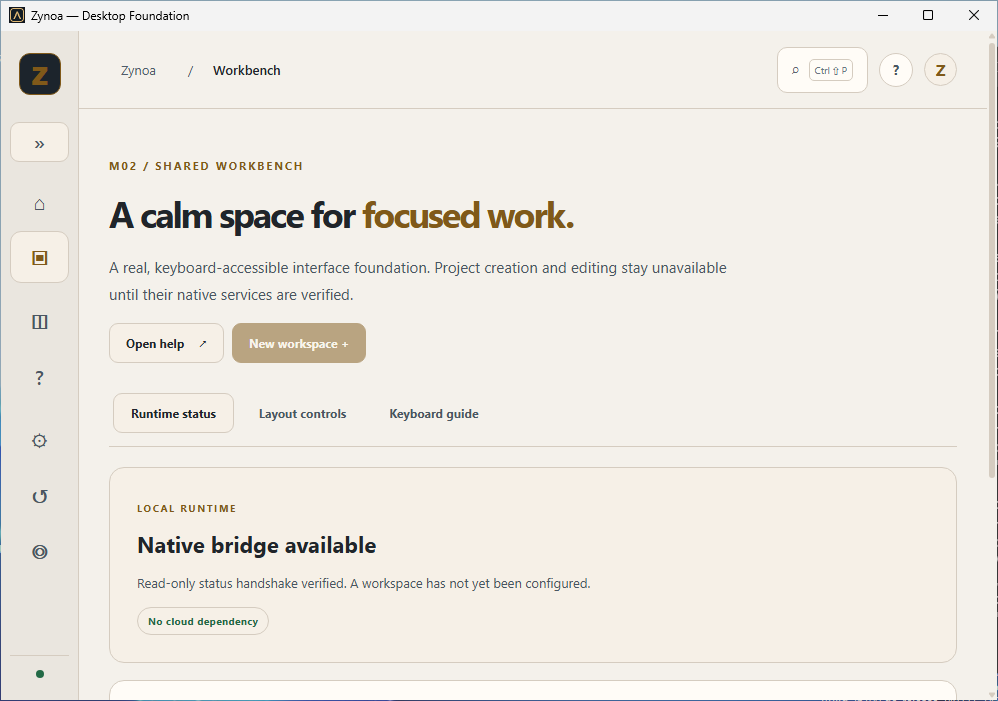 Zynoa — Desktop Foundation
Z
Zynoa / Workbench
Ctrl ⇧ P
?
Z
»
M02 / SHARED WORKBENCH
A calm space for focused work.
A real, keyboard-accessible interface foundation. Project creation and editing stay unavailable
until their native services are verified.
Open help ↗
New workspace +
?
Runtime status
Layout controls
Keyboard guide
LOCAL RUNTIME
Native bridge available
Read-only status handshake verified. A workspace has not yet been configured.
No cloud dependency